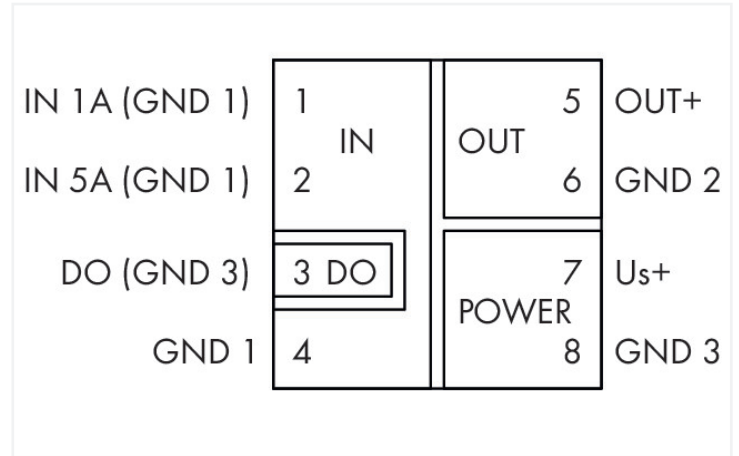 IN 1A (GND 1) 1 5 OUT+
IN OUT
IN 5A (GND 1) 2 6 GND 2
DO (GND 3) 3 DO 7 Us+
POWER
GND 1 4 8 GND 3